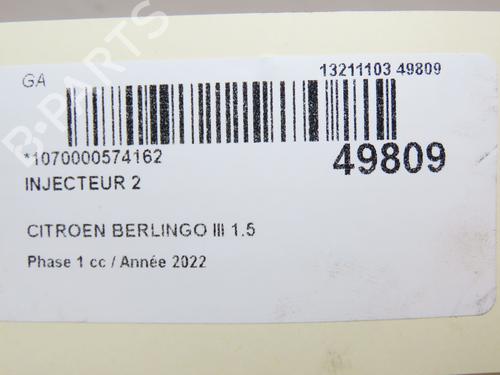 GA
13211103 49809
*1070000574162
49809
INJECTEUR 2
CITROEN BERLINGO III 1.5
Phase 1 cc / Année 2022
B-PARTS